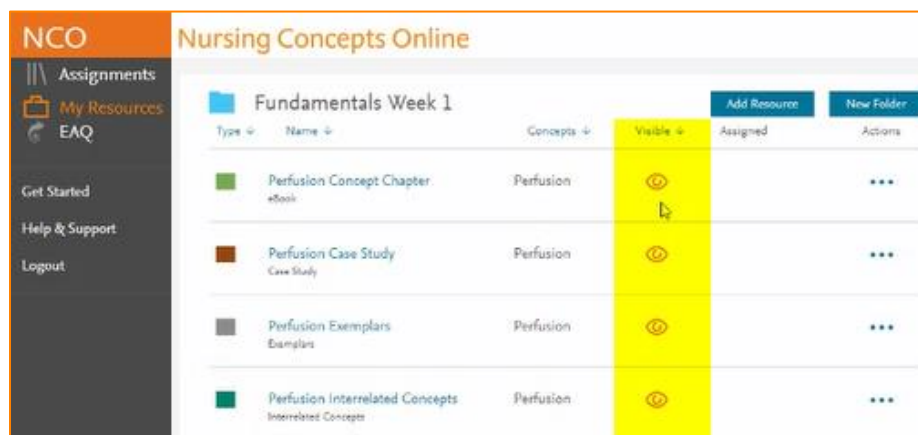 NCO
Nursing Concepts Online
Assignments
My Resources
EAQ
Get Started
Help & Support
Logout
Fundamentals Week 1
Add Resource
New Folder
Type
Name
Concepts
Visible
Assigned
Actions
Perfusion Concept Chapter
eBook
Perfusion
Perfusion Case Study
Case Study
Perfusion
Perfusion Exemplars
Exemplars
Perfusion
Perfusion Interrelated Concepts
Interrelated Concepts
Perfusion